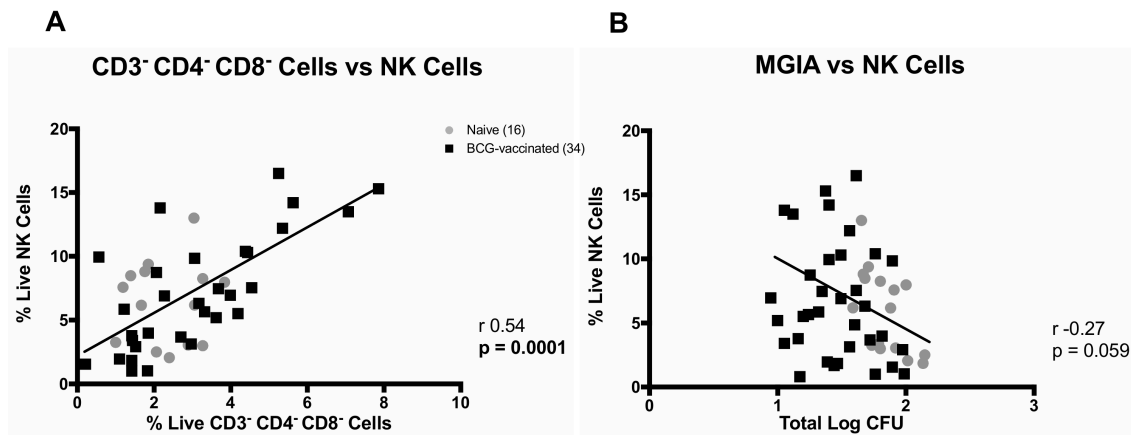 A
CD3⁻ CD4⁻ CD8⁻ Cells vs NK Cells
Naive (16)
BCG-vaccinated (34)
% Live NK Cells
20
15
10
5
0
0 2 4 6 8 10
% Live CD3⁻ CD4⁻ CD8⁻ Cells
r 0.54
p = 0.0001
B
MGIA vs NK Cells
% Live NK Cells
20
15
10
5
0
0 1 2 3
Total Log CFU
r -0.27
p = 0.059